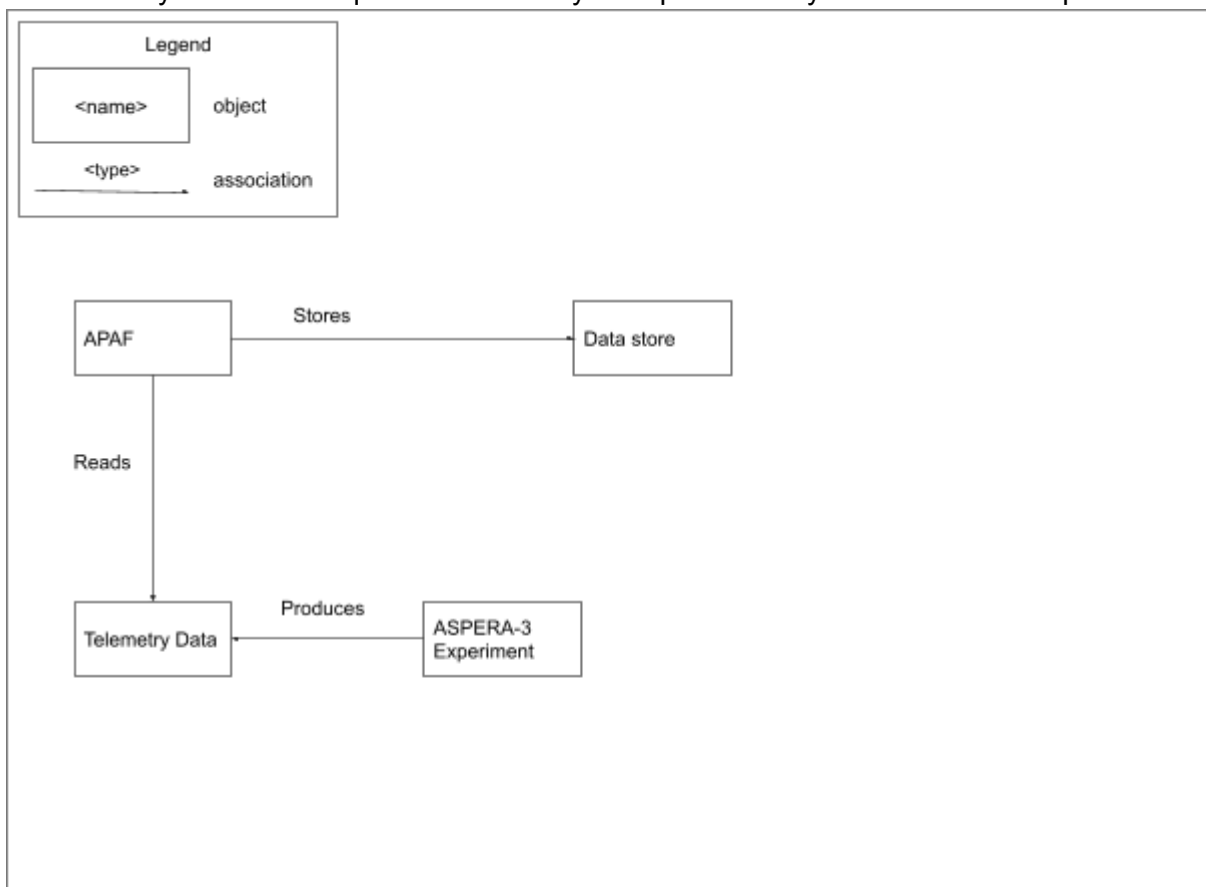 Legend
<name>
object
<type>
association
APAF
Stores
Data store
Reads
Telemetry Data
Produces
ASPERA-3
Experiment